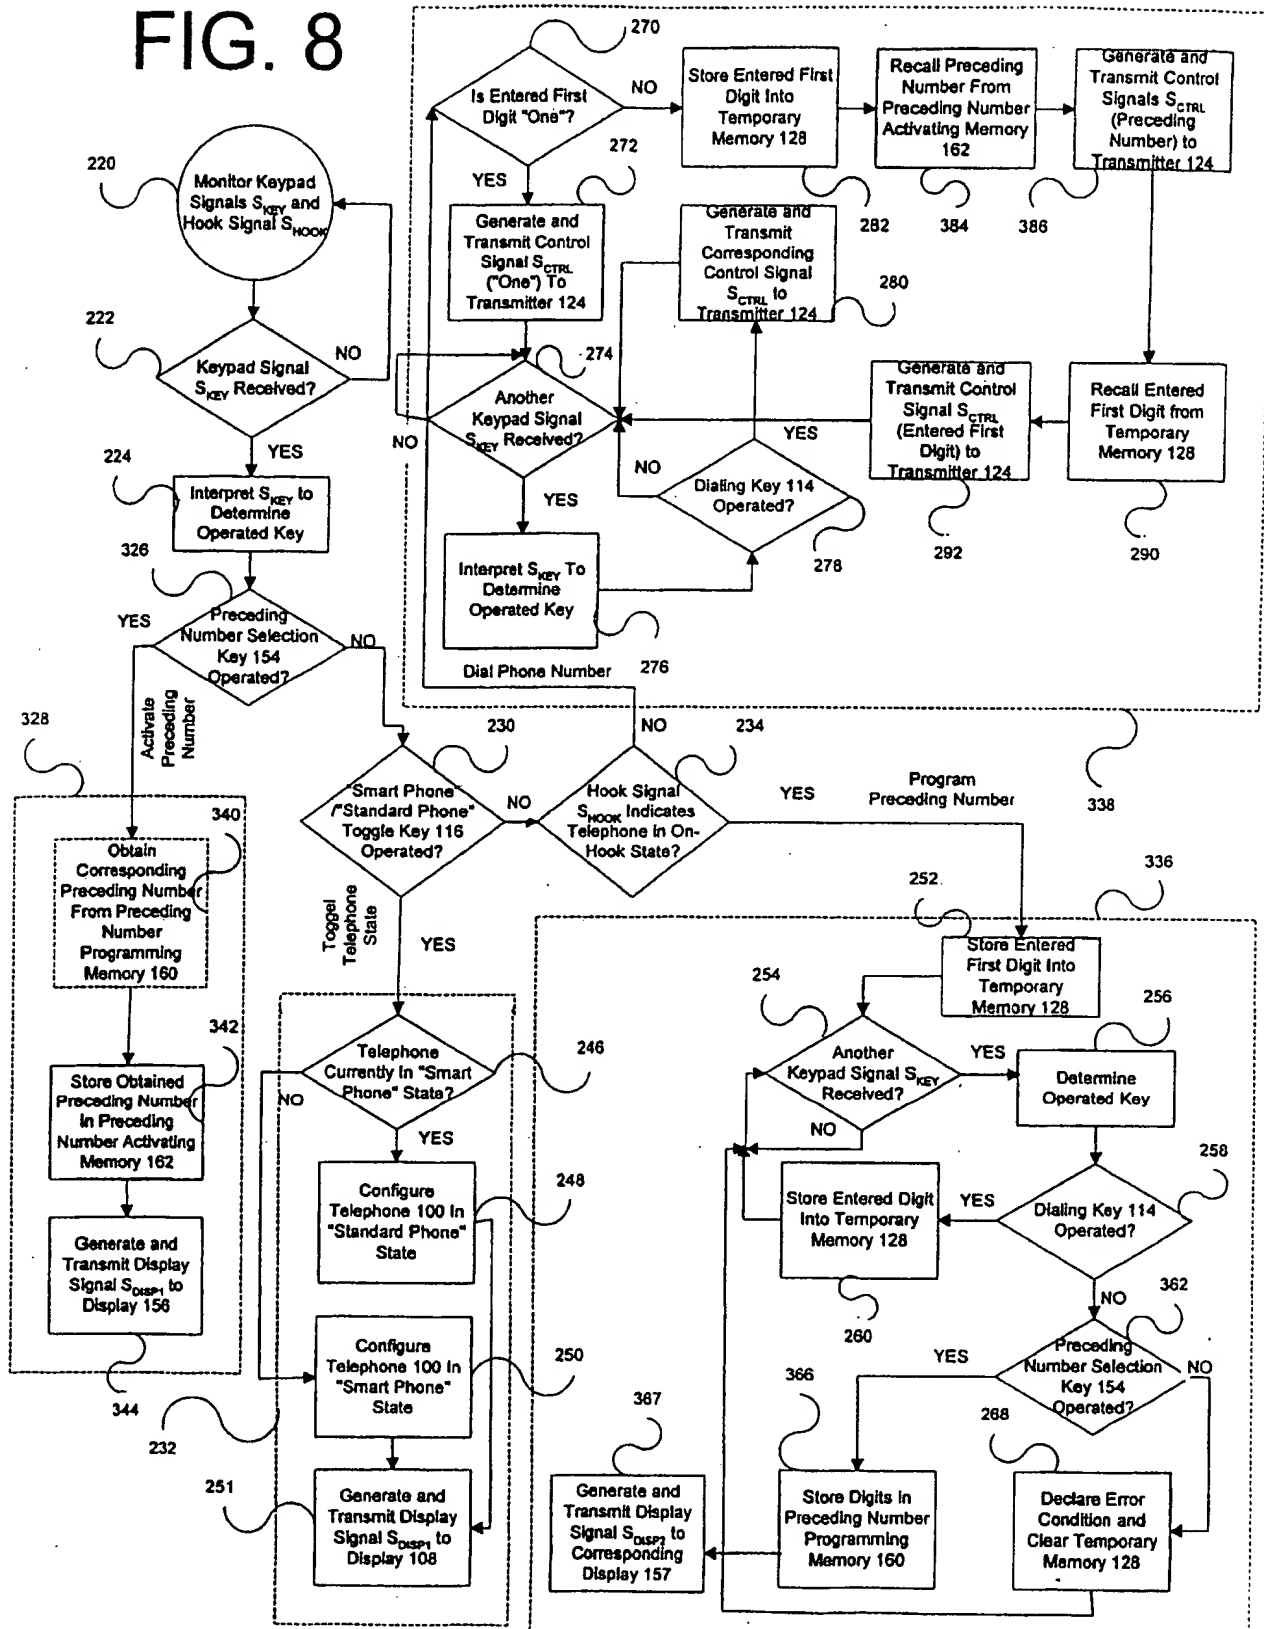 FIG. 8
270
Is Entered First
Digit "One"?
NO
YES
Store Entered First
Digit Into
Temporary
Memory 128
282
Recall Preceding
Number From
Preceding Number
Activating Memory
162
384
Generate and
Transmit Control
Signals SCTRL
(Preceding
Number) to
Transmitter 124
386
272
Generate and
Transmit Control
Signal SCTRL
("One") To
Transmitter 124
Generate and
Transmit
Corresponding
Control Signal
SCTRL to
Transmitter 124
280
220
Monitor Keypad
Signals SKEY and
Hook Signal SHOOK
222
Keypad Signal
SKEY Received?
NO
YES
274
Another
Keypad Signal
SKEY Received?
NO
YES
Generate and
Transmit Control
Signal SCTRL
(Entered First
Digit) to
Transmitter 124
292
Recall Entered
First Digit from
Temporary
Memory 128
290
YES
NO
Dialing Key 114
Operated?
278
224
Interpret SKEY to
Determine
Operated Key
Interpret SKEY To
Determine
Operated Key
276
326
YES
Preceding
Number Selection
Key 154
Operated?
NO
Dial Phone Number
338
328
Activate
Preceding
Number
230
"Smart Phone"
/"Standard Phone"
Toggle Key 116
Operated?
NO
YES
Toggel
Telephone
State
NO
234
Hook Signal
SHOOK Indicates
Telephone in On-
Hook State?
YES
Program
Preceding Number
340
Obtain
Corresponding
Preceding Number
From Preceding
Number
Programming
Memory 160
342
Store Obtained
Preceding Number
in Preceding
Number Activating
Memory 162
Generate and
Transmit Display
Signal SDISP1 to
Display 156
344
232
246
Telephone
Currently In "Smart
Phone" State?
NO
YES
Configure
Telephone 100 In
"Standard Phone"
State
248
Configure
Telephone 100 In
"Smart Phone"
State
250
251
Generate and
Transmit Display
Signal SDISP1 to
Display 108
336
252
Store Entered
First Digit Into
Temporary
Memory 128
254
Another
Keypad Signal SKEY
Received?
YES
NO
256
Determine
Operated Key
258
Dialing Key 114
Operated?
YES
NO
Store Entered Digit
Into Temporary
Memory 128
260
362
Preceding
Number Selection
Key 154
Operated?
YES
NO
366
Store Digits in
Preceding Number
Programming
Memory 160
367
Generate and
Transmit Display
Signal SDISP2 to
Corresponding
Display 157
268
Declare Error
Condition and
Clear Temporary
Memory 128